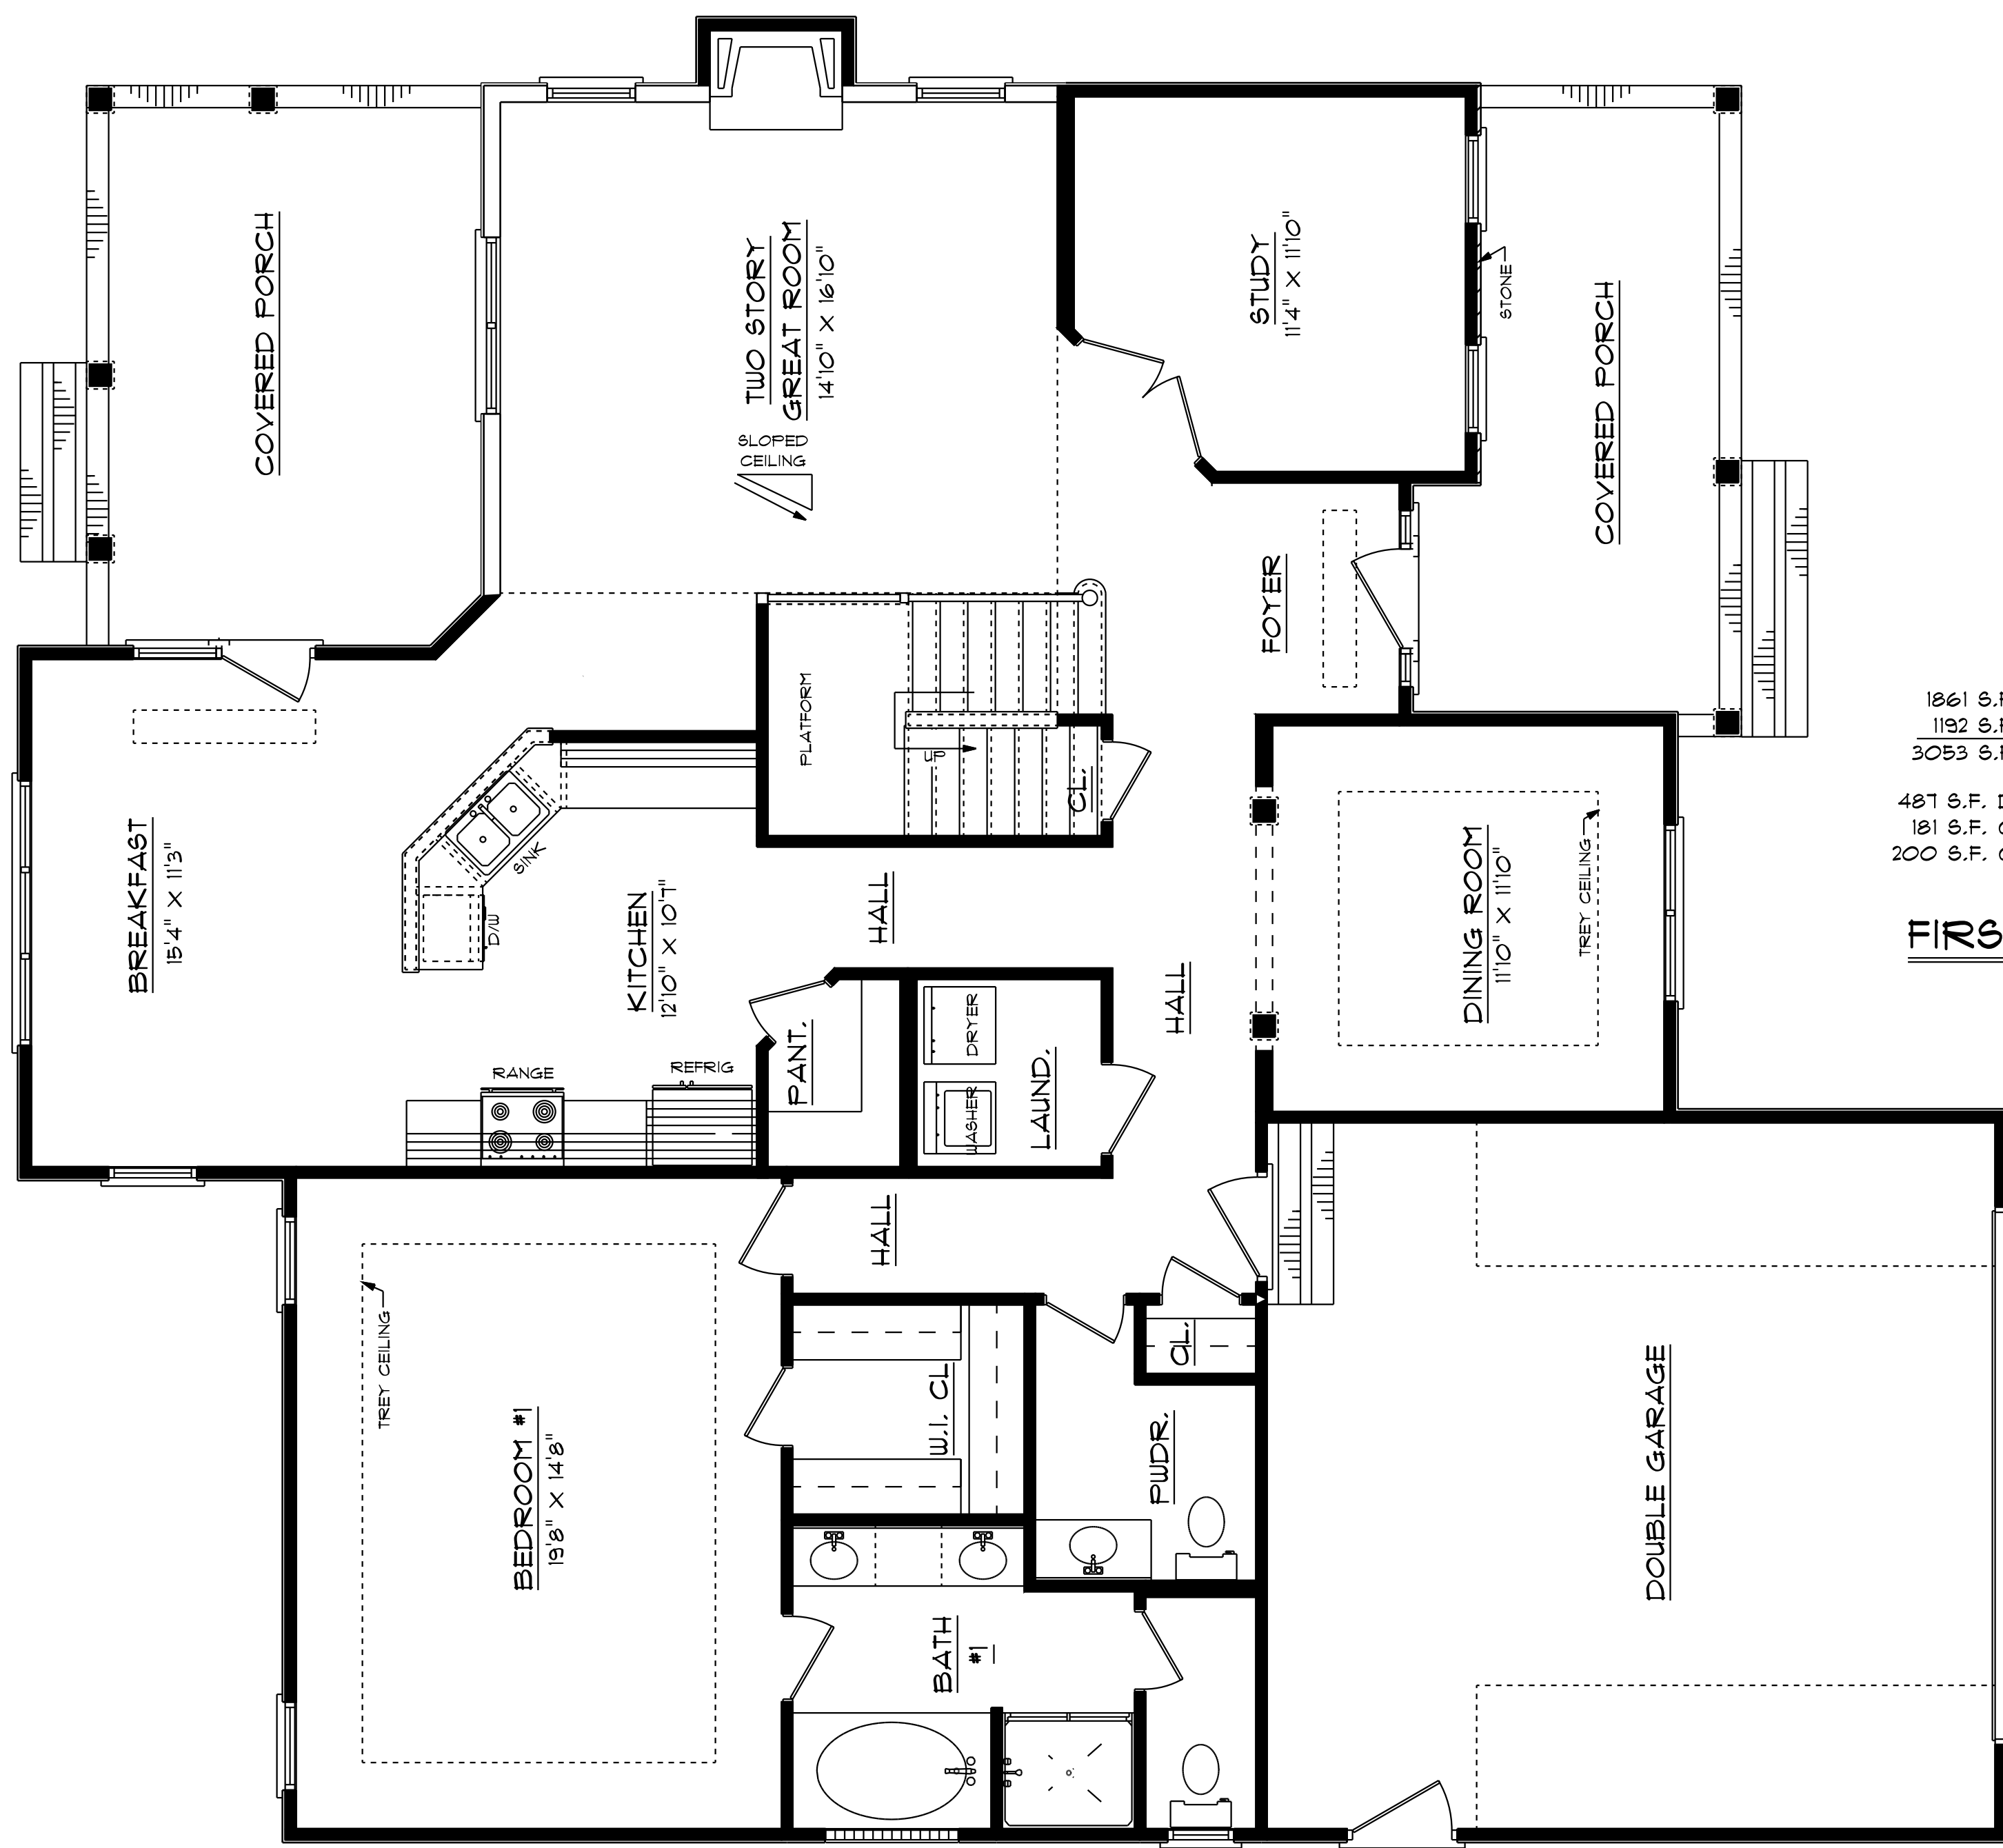 COVERED PORCH
TWO STORY
GREAT ROOM
14'10" X 16'10"
SLOPED
CEILING
STUDY
11'4" X 11'10"
STONE
COVERED PORCH
FOYER
PLATFORM
UP
CL.
BREAKFAST
15'4" X 11'3"
SINK
D/W
KITCHEN
12'10" X 10'7"
HALL
HALL
DINING ROOM
11'10" X 11'10"
TREY CEILING
RANGE
REFRIG
PANT.
DRYER
WASHER
LAUND.
HALL
TREY CEILING
BEDROOM #1
19'8" X 14'8"
W.I. CL
CL.
PWDR.
BATH
#1
DOUBLE GARAGE
1861 S.F
1192 S.F
3053 S.F
487 S.F. D
181 S.F. C
200 S.F. C
FIRS